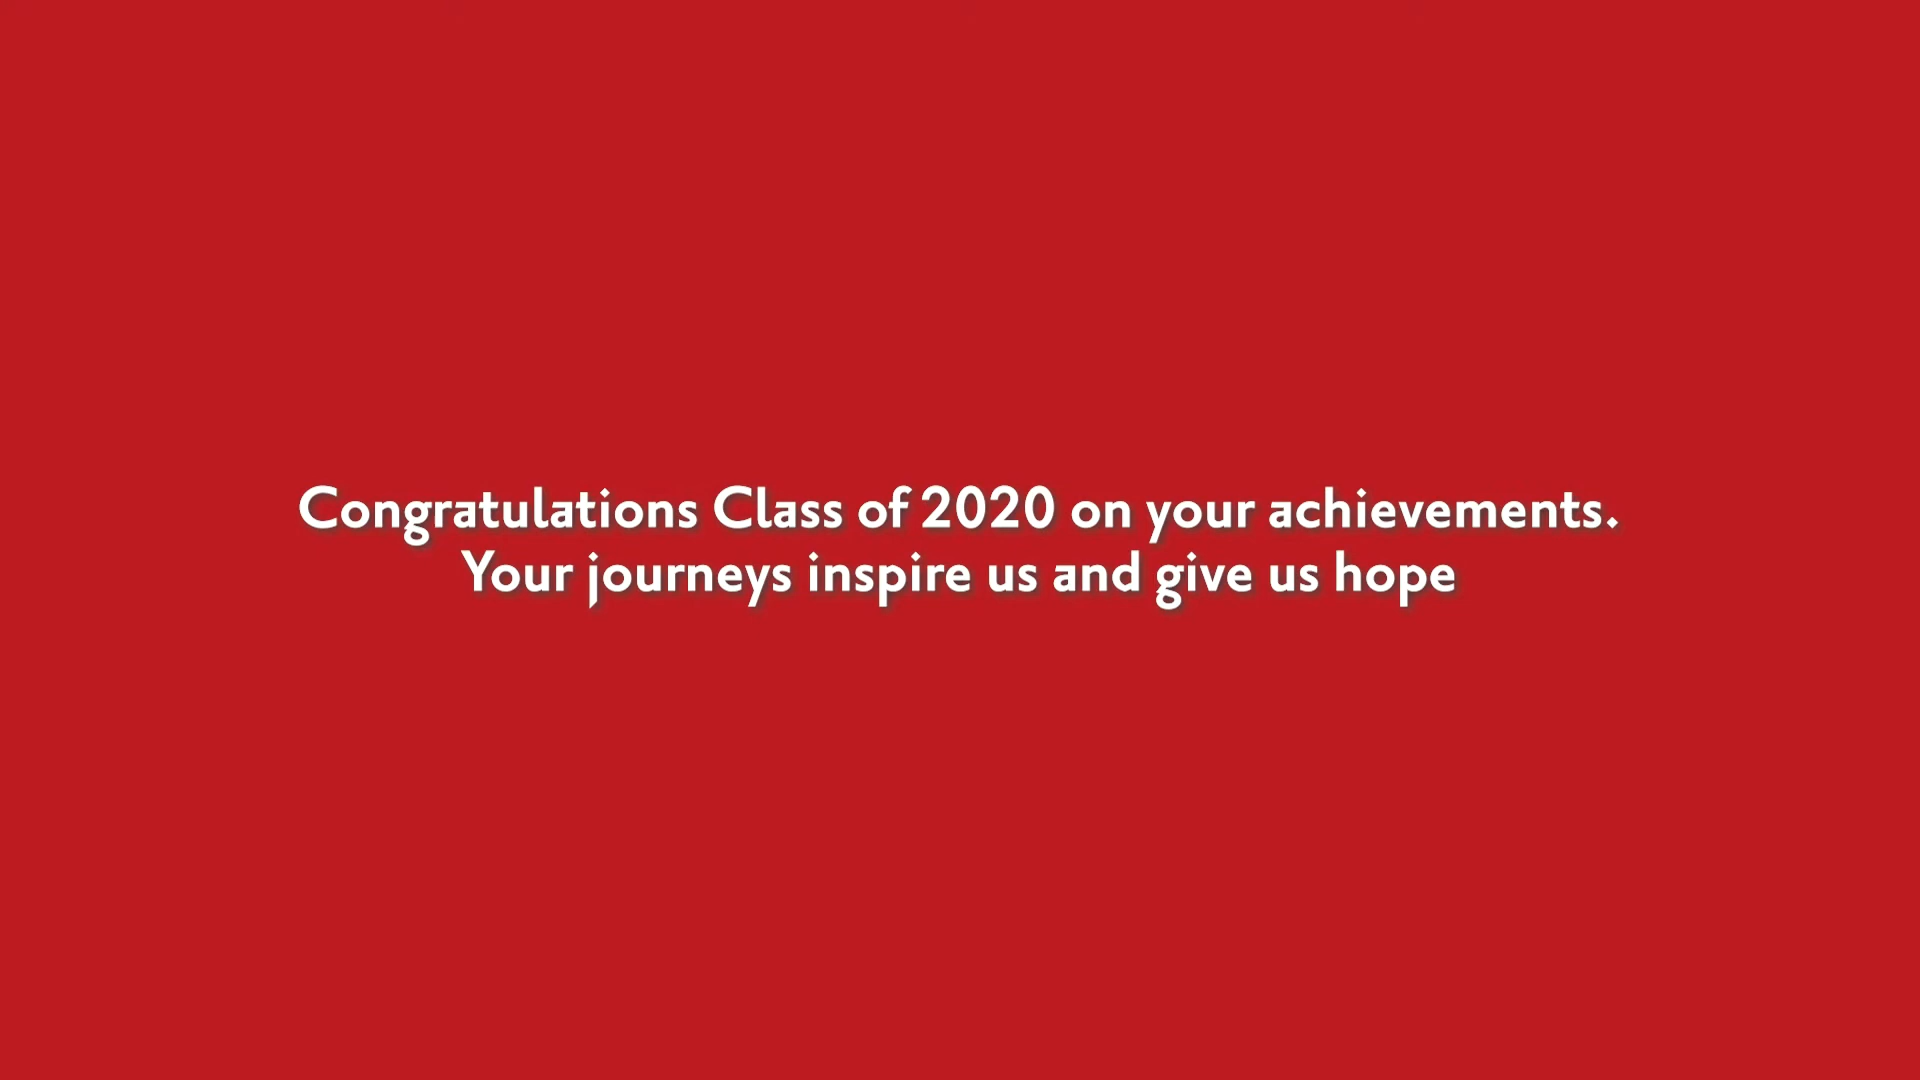 Congratulations Class of 2020 on your achievements.
Your journeys inspire us and give us hope